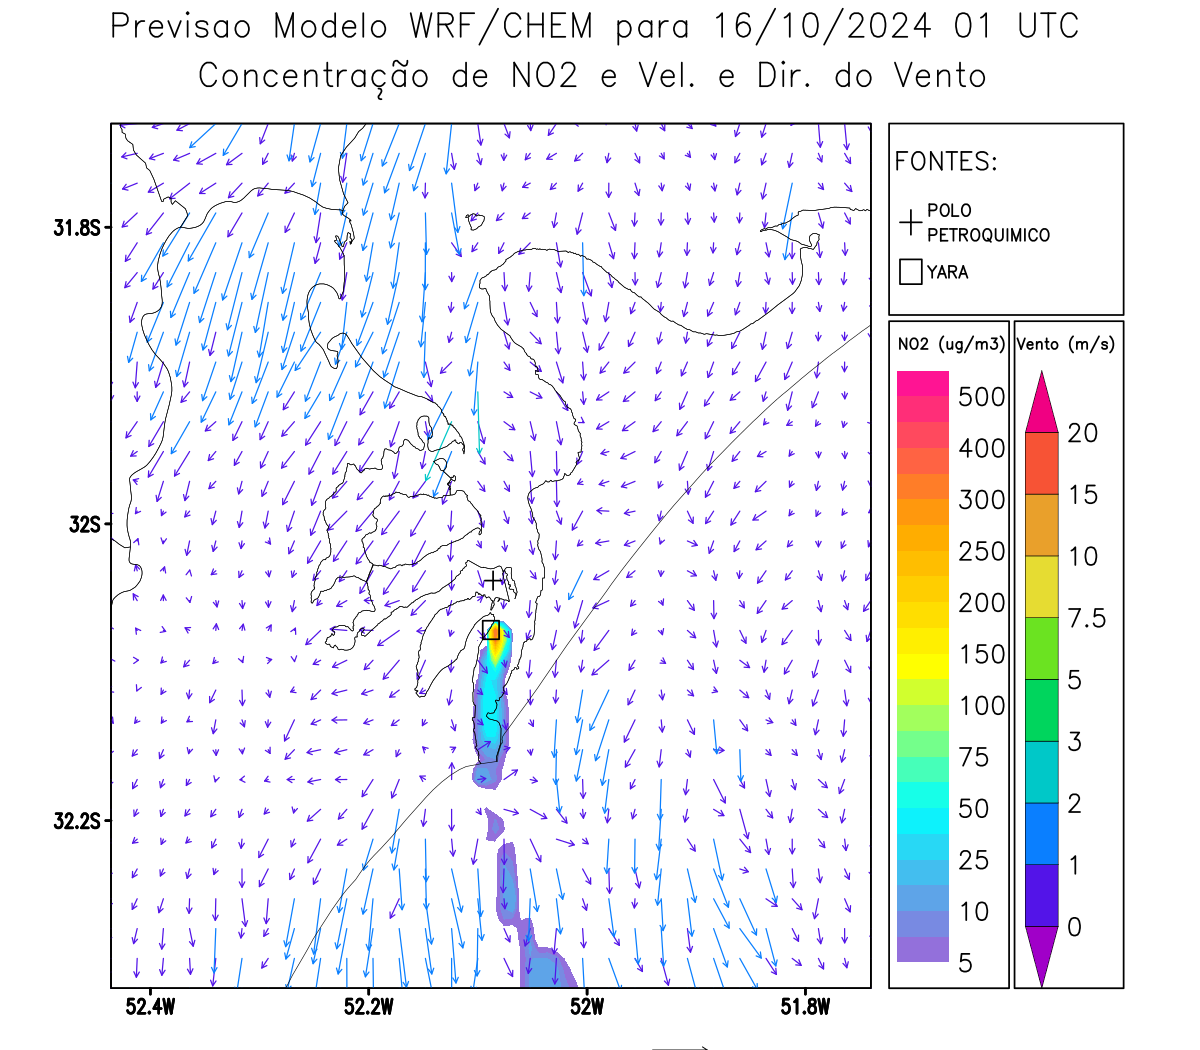 Previsao Modelo WRF/CHEM para 16/10/2024 01 UTC
Concentração de NO2 e Vel. e Dir. do Vento
FONTES:
POLO
PETROQUIMICO
YARA
NO2 (ug/m3)
500
400
300
250
200
150
100
75
50
25
10
5
Vento (m/s)
20
15
10
7.5
5
3
2
1
0
31.8S
32S
32.2S
52.4W
52.2W
52W
51.8W